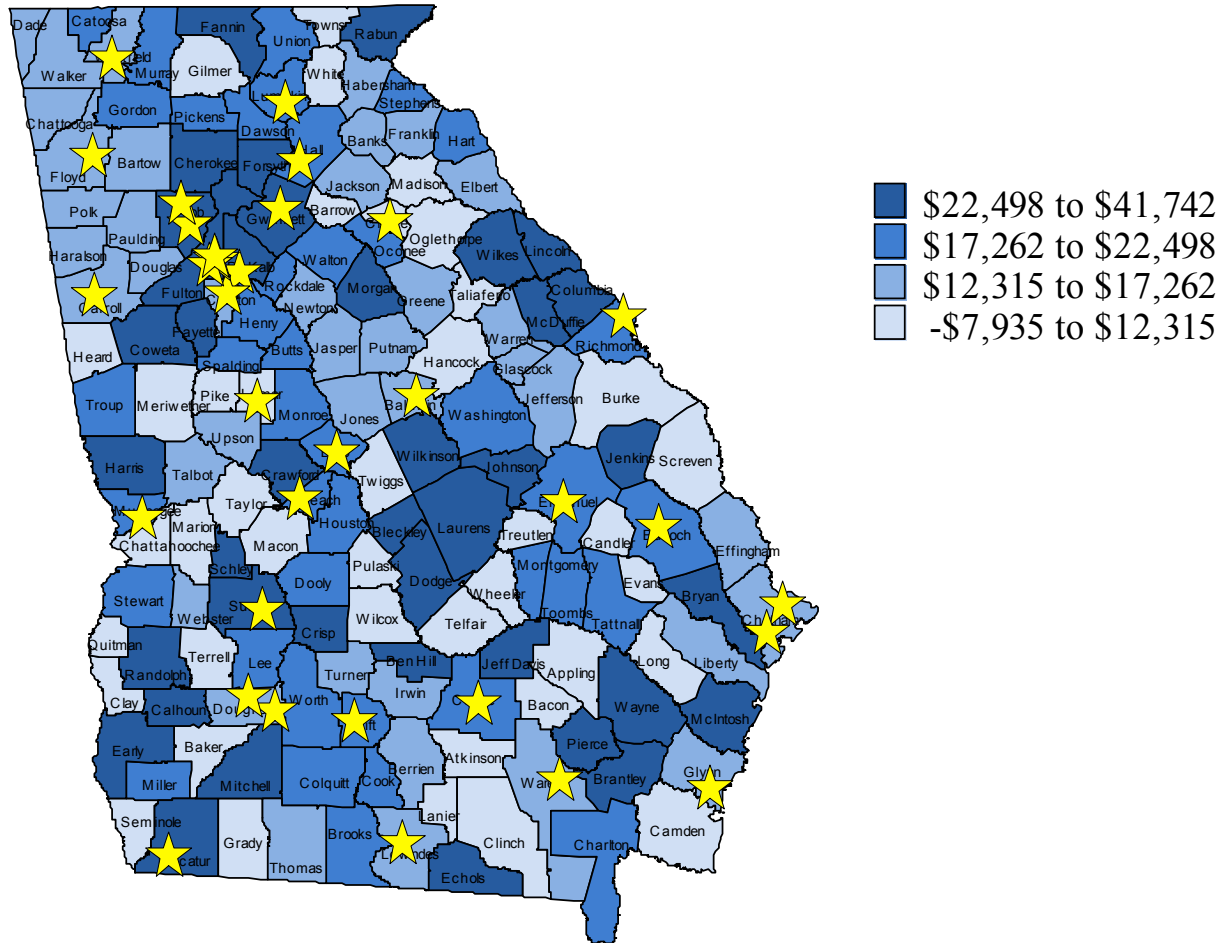 Dade
Catoosa
Fannin
Towns
Rabun
Union
Walker
Murray
Gilmer
White
Habersham
Stephens
Gordon
Pickens
Dawson
Chattooga
Banks
Franklin
Hart
Floyd
Bartow
Cherokee
Forsyth
Jackson
Madison
Elbert
Polk
Barrow
Paulding
Oglethorpe
Oconee
Haralson
Douglas
Walton
Wilkes
Lincoln
Fulton
Rockdale
Morgan
Greene
Taliaferro
Columbia
Newton
McDuffie
Fayette
Henry
Warren
Richmond
Heard
Coweta
Butts
Jasper
Putnam
Hancock
Glascock
Spalding
Troup
Meriwether
Pike
Monroe
Jones
Washington
Jefferson
Burke
Upson
Harris
Talbot
Crawford
Twiggs
Wilkinson
Johnson
Jenkins
Screven
Taylor
Houston
Marion
Chattahoochee
Macon
Bleckley
Laurens
Treutlen
Candler
Effingham
Schley
Pulaski
Dodge
Montgomery
Evans
Bryan
Stewart
Webster
Dooly
Wilcox
Wheeler
Telfair
Toombs
Tattnall
Quitman
Terrell
Crisp
Randolph
Lee
Turner
Ben Hill
Jeff Davis
Appling
Long
Liberty
Clay
Calhoun
Worth
Irwin
Bacon
Wayne
McIntosh
Early
Baker
Pierce
Miller
Mitchell
Colquitt
Cook
Berrien
Atkinson
Brantley
Seminole
Grady
Thomas
Brooks
Lanier
Clinch
Charlton
Camden
Echols
$22,498 to $41,742
$17,262 to $22,498
$12,315 to $17,262
-$7,935 to $12,315